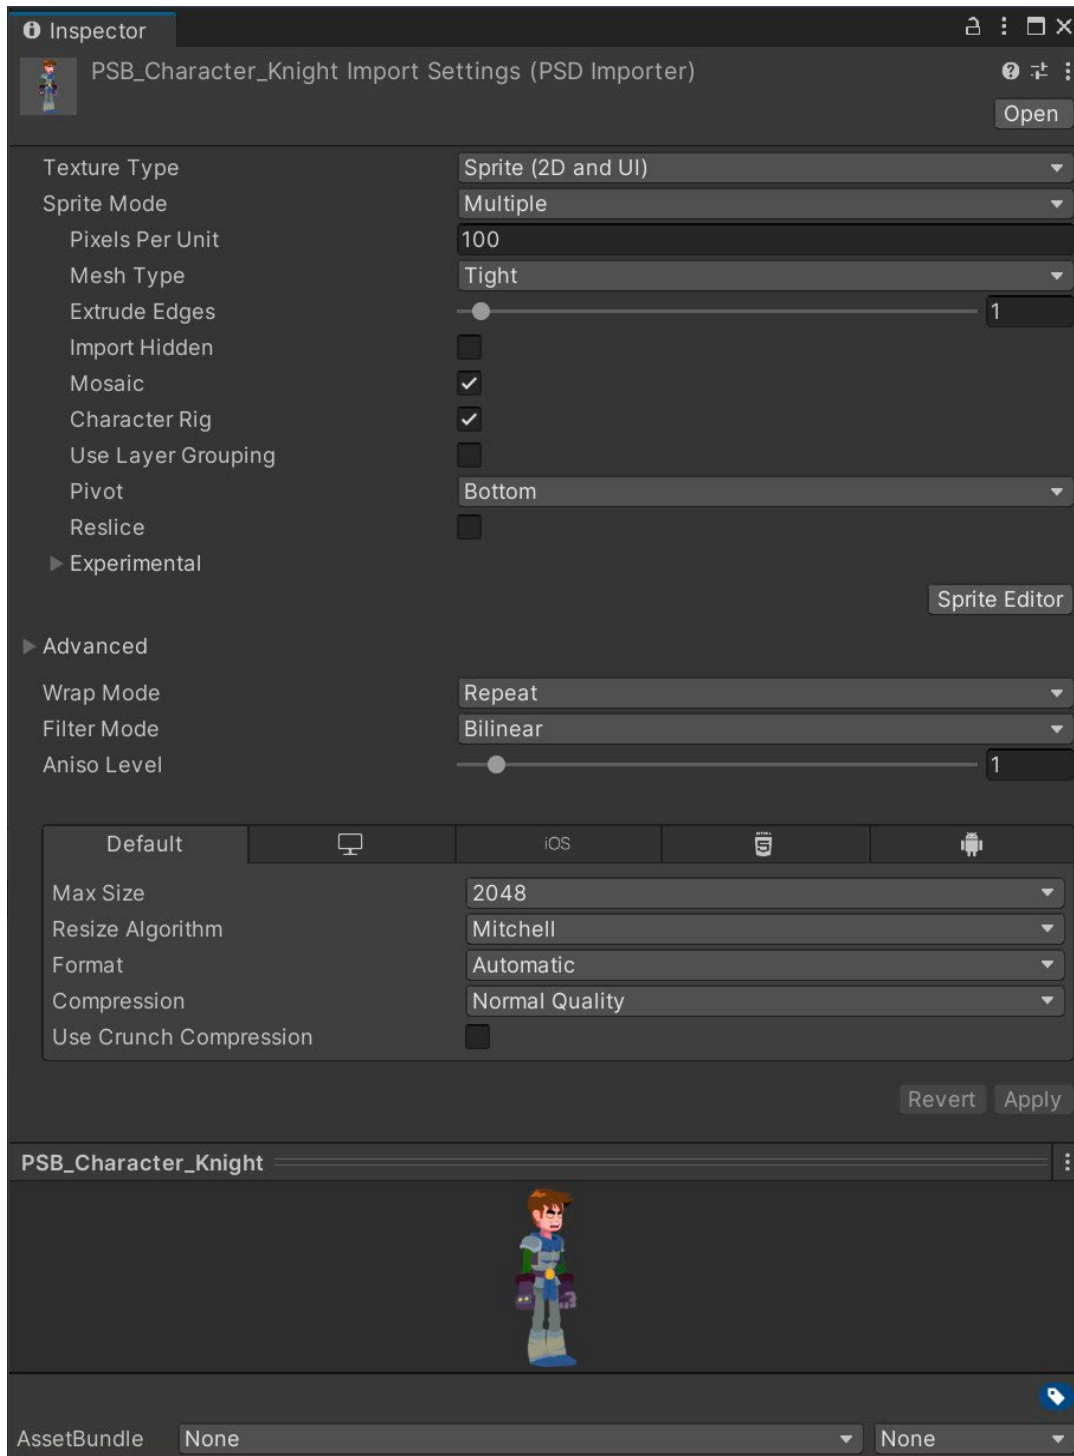 Inspector
PSB_Character_Knight Import Settings (PSD Importer)
Open
Texture Type Sprite (2D and UI)
Sprite Mode Multiple
Pixels Per Unit 100
Mesh Type Tight
Extrude Edges 1
Import Hidden
Mosaic
Character Rig
Use Layer Grouping
Pivot Bottom
Reslice
Experimental
Sprite Editor
Advanced
Wrap Mode Repeat
Filter Mode Bilinear
Aniso Level 1
Default iOS HTML 5
Max Size 2048
Resize Algorithm Mitchell
Format Automatic
Compression Normal Quality
Use Crunch Compression
Revert Apply
PSB_Character_Knight
AssetBundle None None